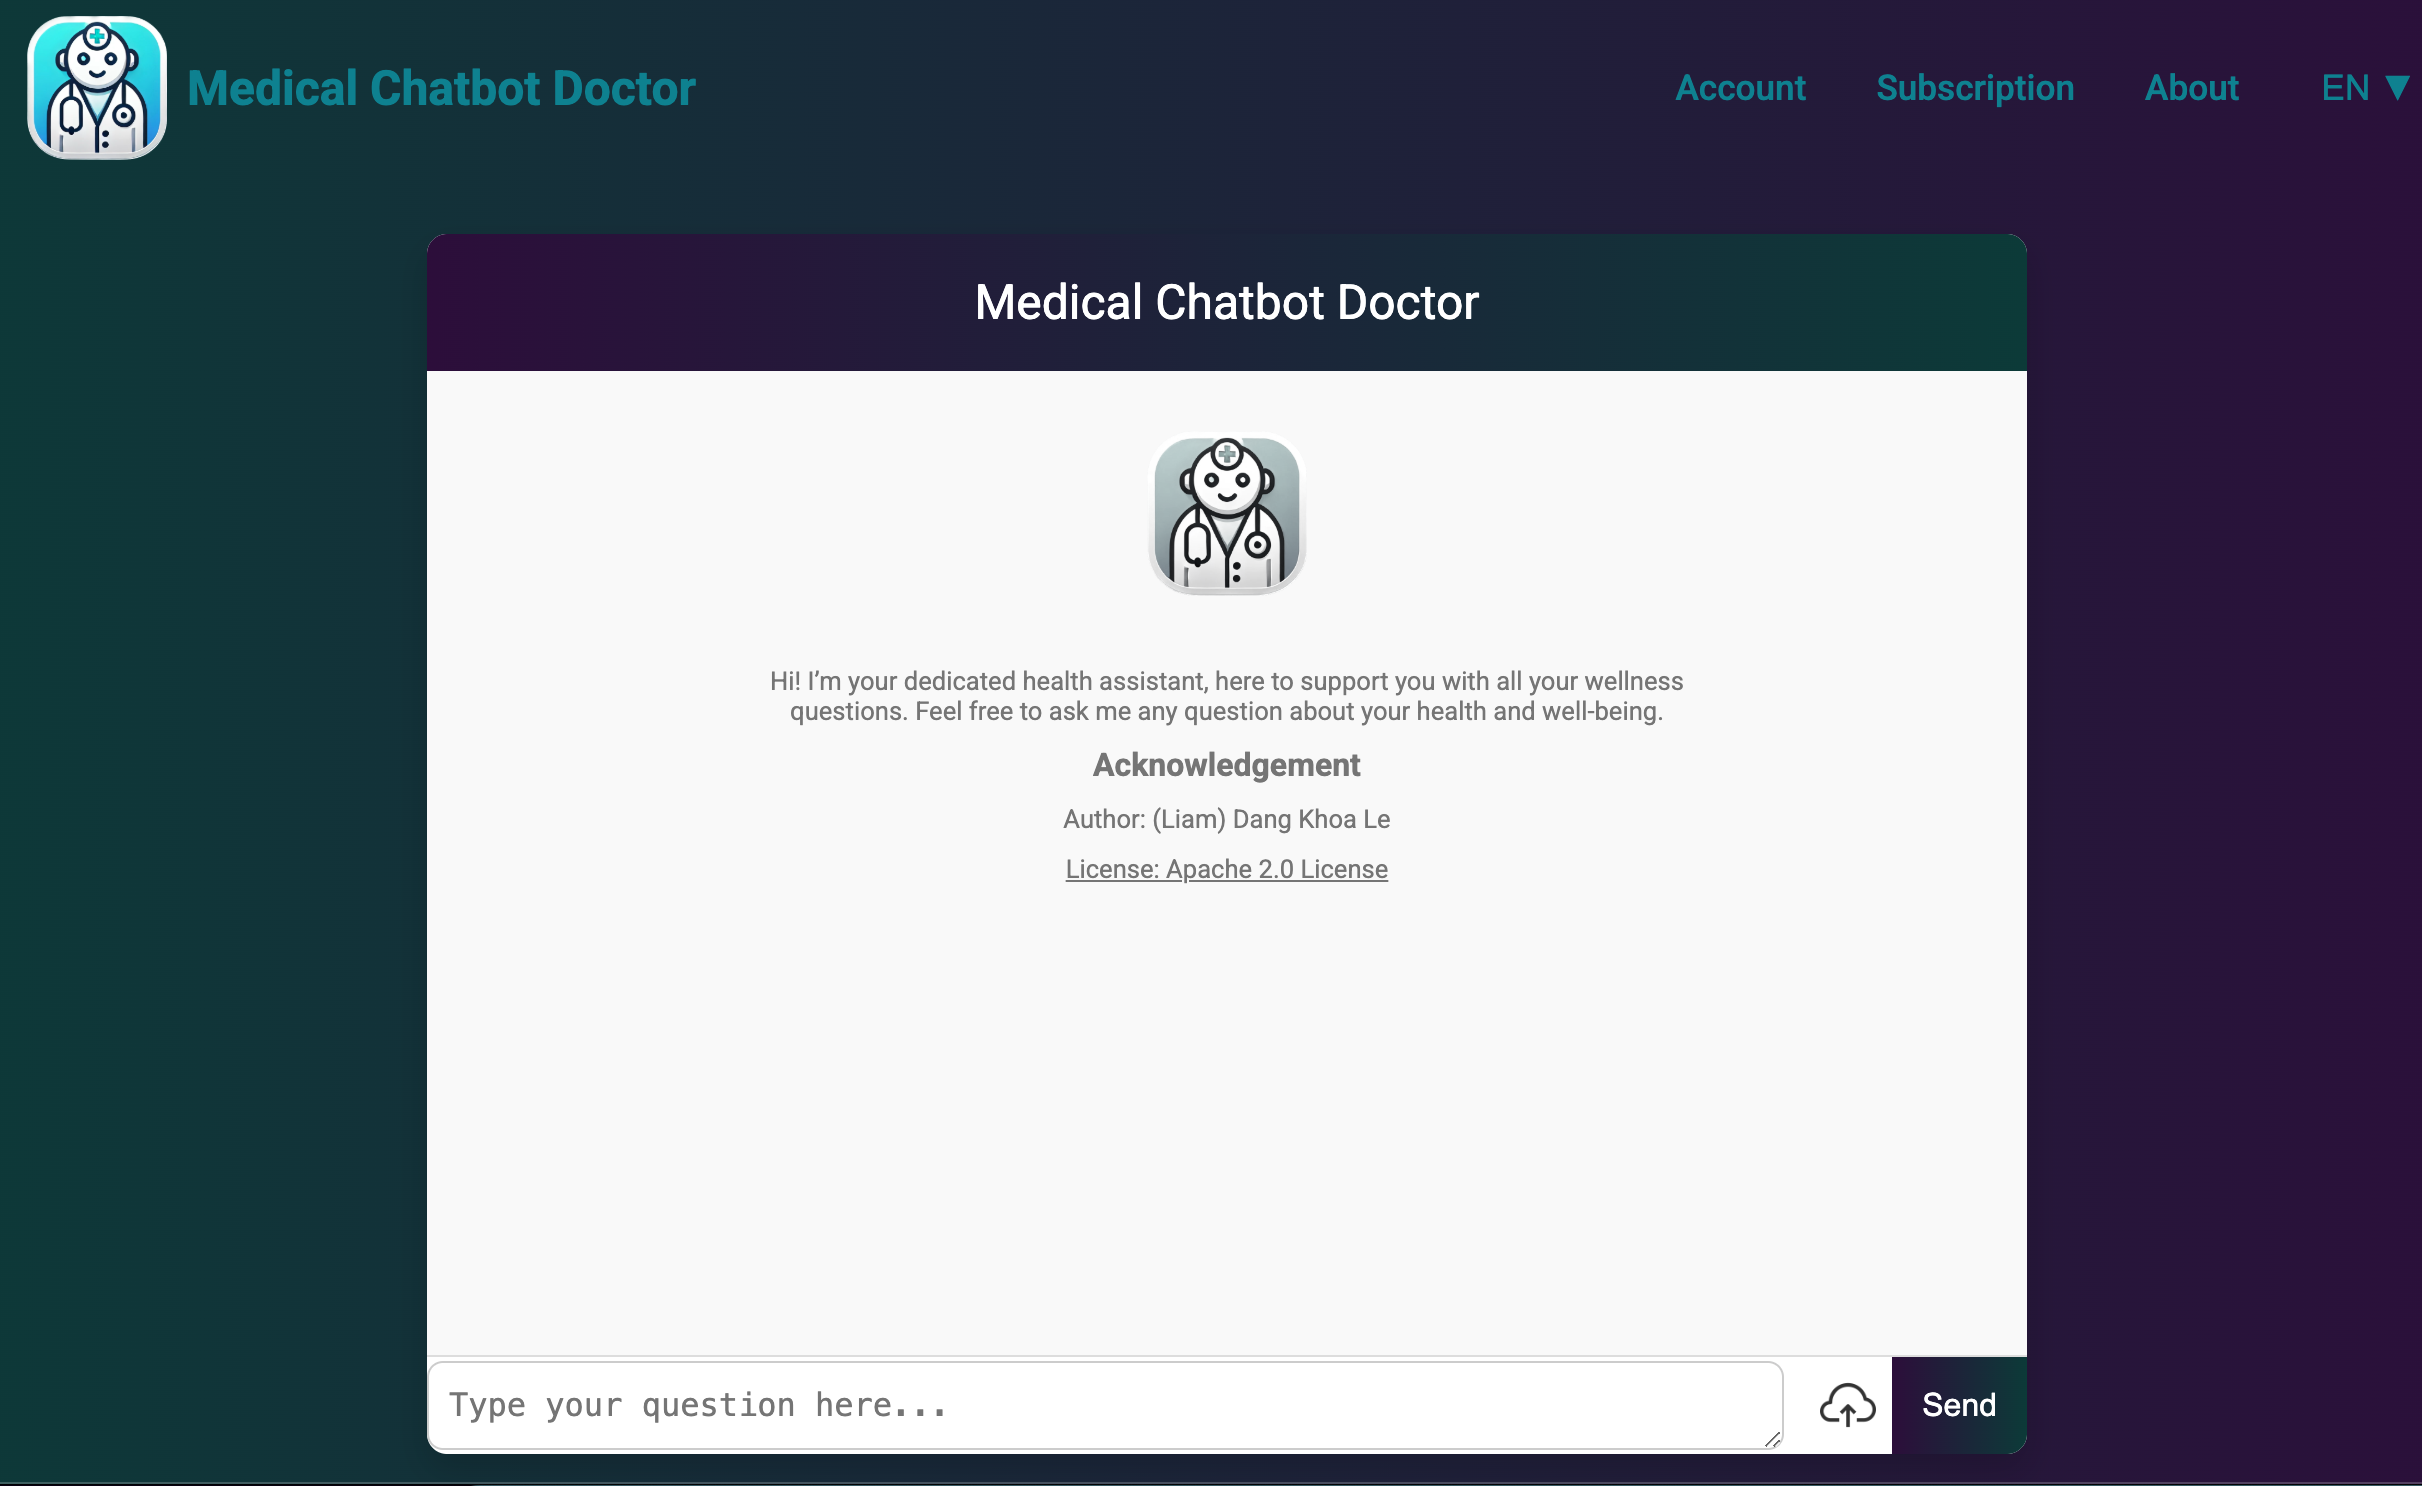 Medical Chatbot Doctor
Account
Subscription
About
EN ▼
Medical Chatbot Doctor
Hi! I’m your dedicated health assistant, here to support you with all your wellness
questions. Feel free to ask me any question about your health and well-being.
Acknowledgement
Author: (Liam) Dang Khoa Le
License: Apache 2.0 License
Type your question here...
Send